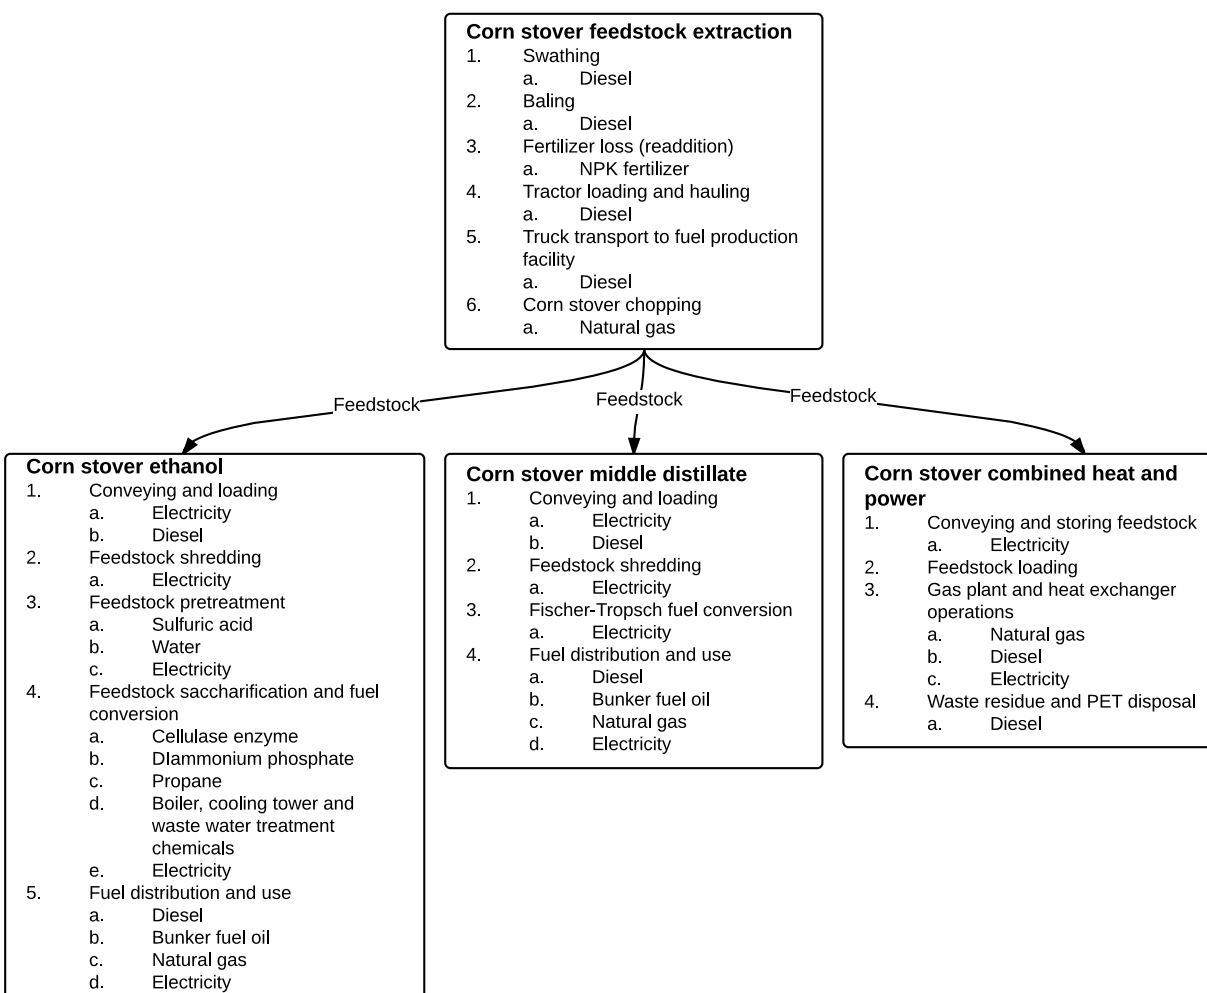 Corn stover feedstock extraction
1. Swathing
a. Diesel
2. Baling
a. Diesel
3. Fertilizer loss (readdition)
a. NPK fertilizer
4. Tractor loading and hauling
a. Diesel
5. Truck transport to fuel production
facility
a. Diesel
6. Corn stover chopping
a. Natural gas
Feedstock
Feedstock
Feedstock
Corn stover ethanol
1. Conveying and loading
a. Electricity
b. Diesel
2. Feedstock shredding
a. Electricity
3. Feedstock pretreatment
a. Sulfuric acid
b. Water
c. Electricity
4. Feedstock saccharification and fuel
conversion
a. Cellulase enzyme
b. DIammonium phosphate
c. Propane
d. Boiler, cooling tower and
waste water treatment
chemicals
e. Electricity
5. Fuel distribution and use
a. Diesel
b. Bunker fuel oil
c. Natural gas
d. Electricity
Corn stover middle distillate
1. Conveying and loading
a. Electricity
b. Diesel
2. Feedstock shredding
a. Electricity
3. Fischer-Tropsch fuel conversion
a. Electricity
4. Fuel distribution and use
a. Diesel
b. Bunker fuel oil
c. Natural gas
d. Electricity
Corn stover combined heat and
power
1. Conveying and storing feedstock
a. Electricity
2. Feedstock loading
3. Gas plant and heat exchanger
operations
a. Natural gas
b. Diesel
c. Electricity
4. Waste residue and PET disposal
a. Diesel